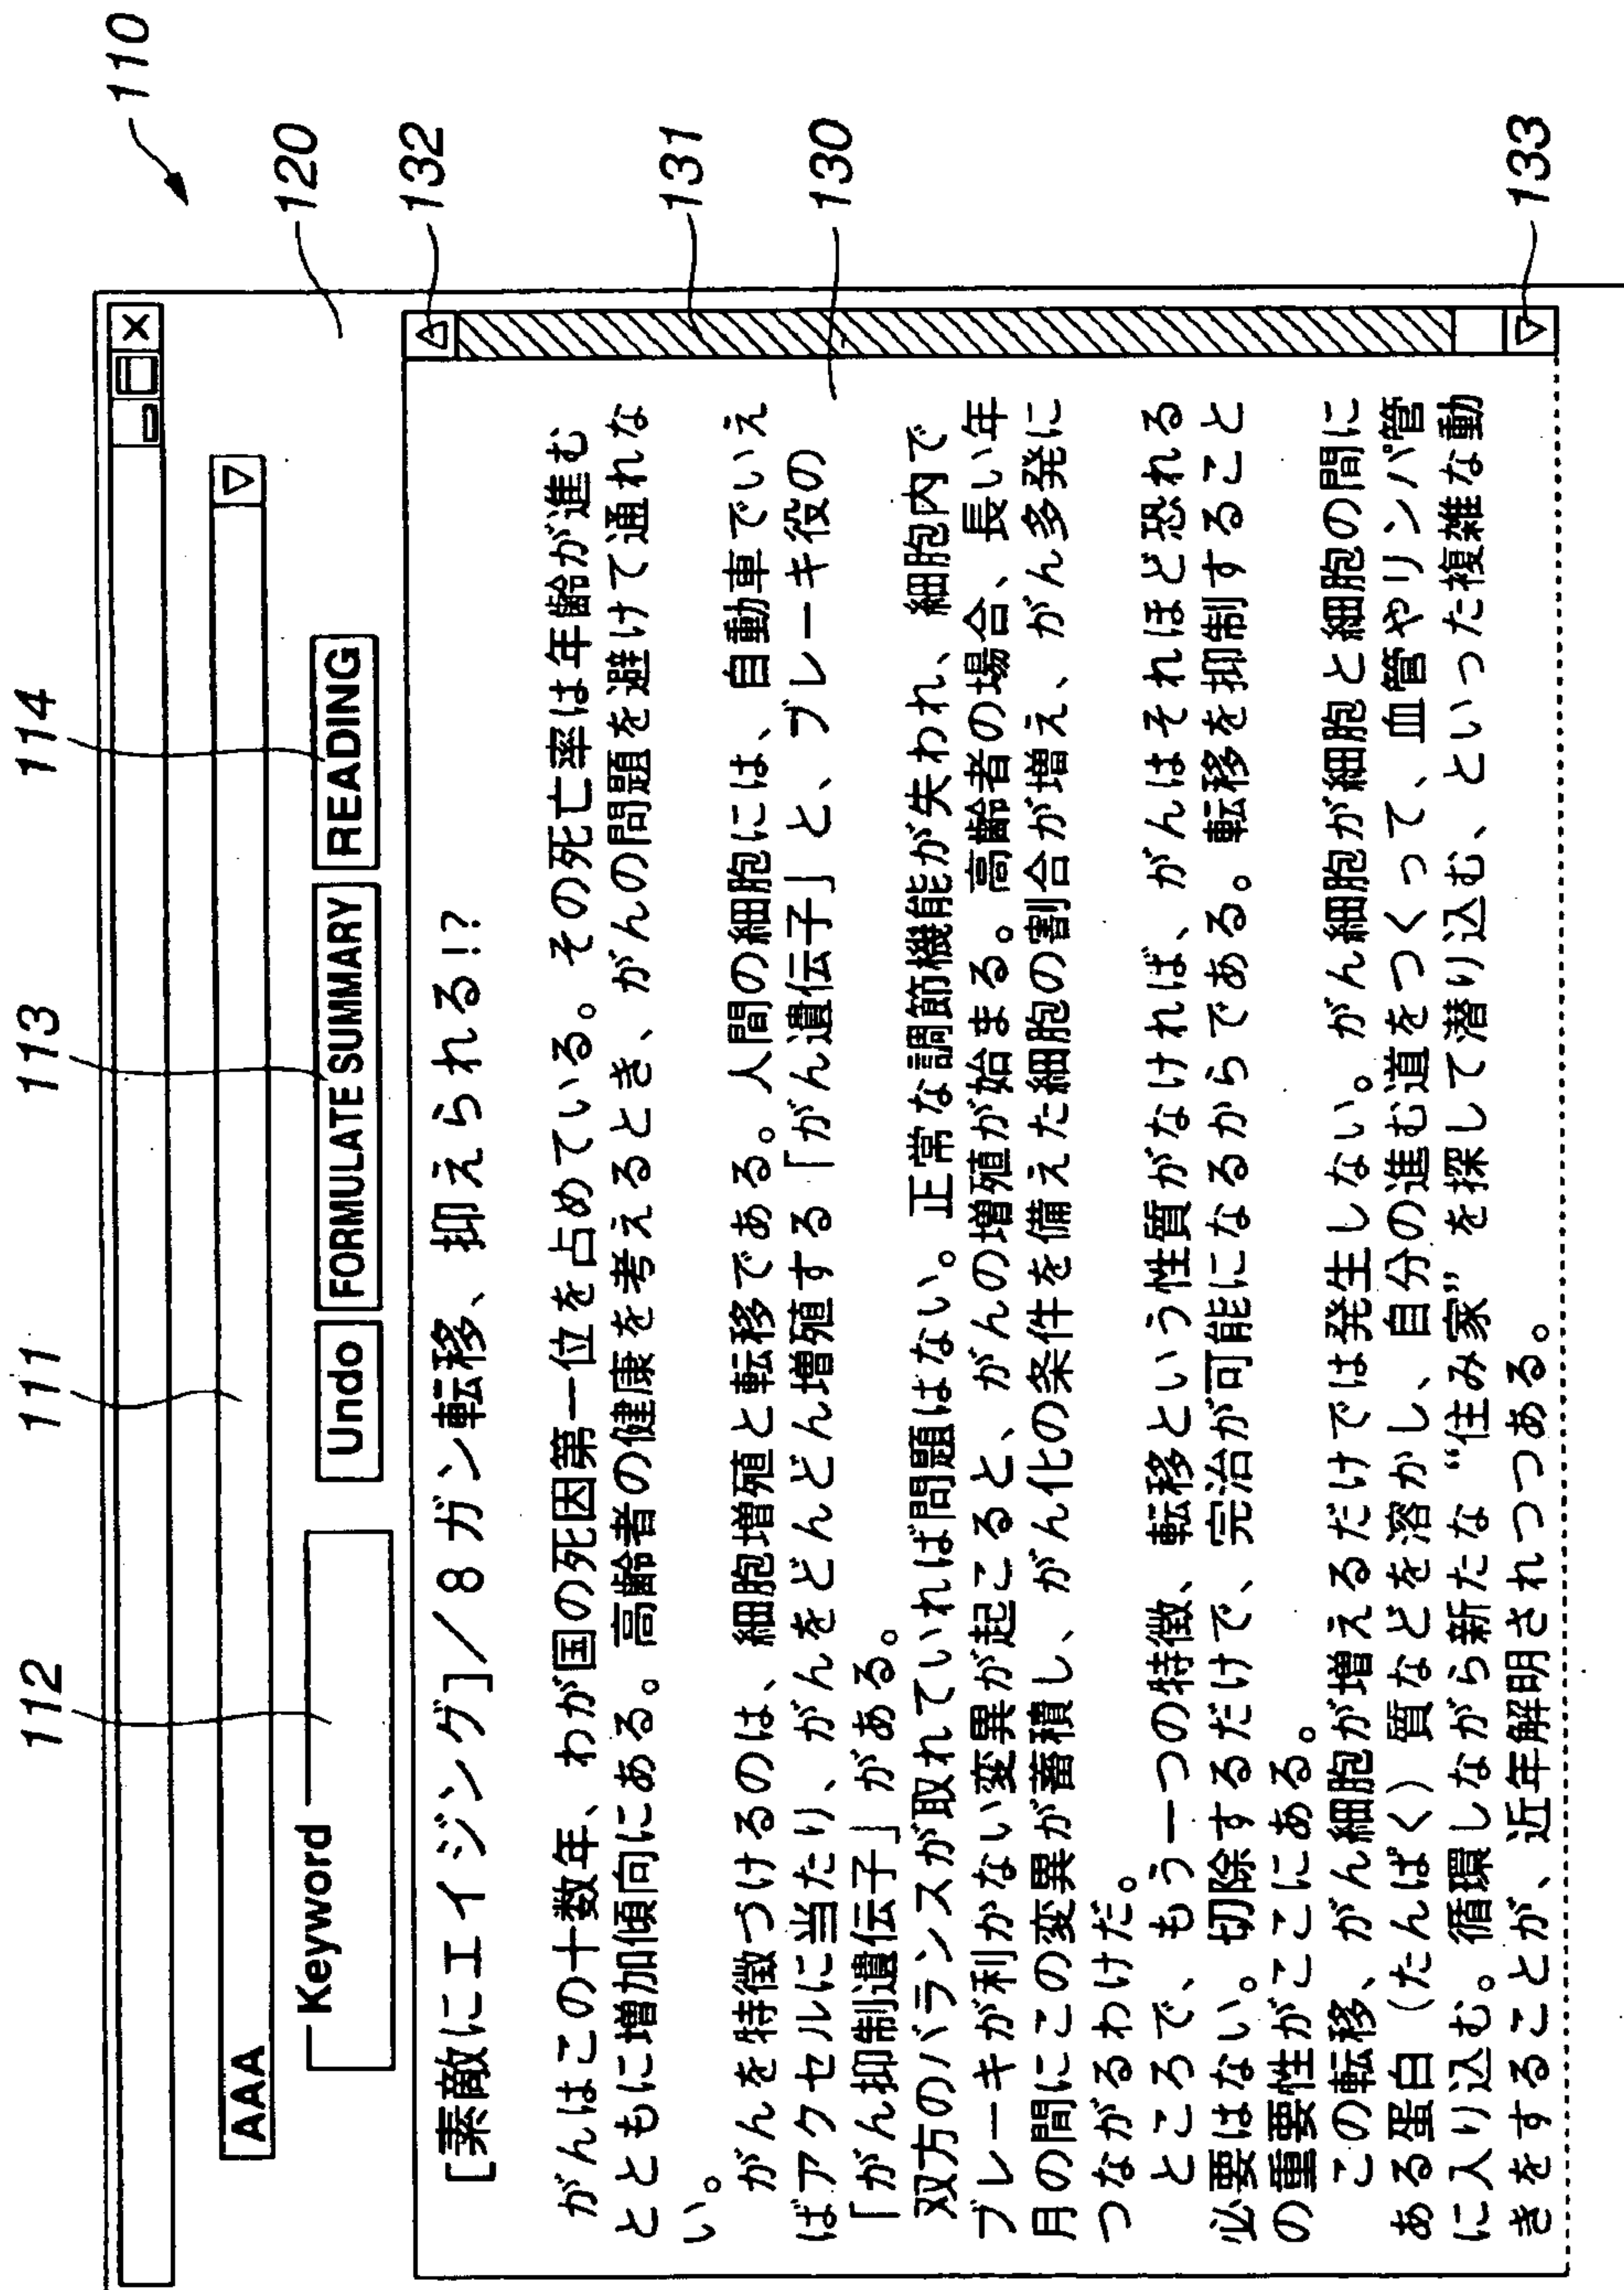 110
120
114
113
111
112
AAA
Keyword
Undo
FORMULATE SUMMARY
READING
132
131
130
133
[素敵にエイジング]/8ガン転移、抑えられる!?
がんはこの十数年、わが国の死因第一位を占めている。その死亡率は年齢が進む
とともに増加傾向にある。高齢者の健康を考えるとき、がんの問題を避けて通れな
い。
がんを特徴づけるのは、細胞増殖と転移である。人間の細胞には、自動車でいえ
ばアクセルに当たり、がんをどんどん増殖する「がん遺伝子」と、ブレーキ役の
「がん抑制遺伝子」がある。
双方のバランスが取れていれば問題はない。正常な調節機能が失われ、細胞内で
ブレーキが利かない変異が起こると、がんの増殖が始まる。高齢者の場合、長い年
月の間にこの変異が蓄積し、がん化の条件を備えた細胞の割合が増え、がん多発に
つながるわけだ。
ところで、もう一つの特徴、転移という性質がなければ、がんはそれほど恐れる
必要はない。切除するだけで、完治が可能になるからである。転移を抑制すること
の重要性がここにある。
この転移、がん細胞が増えるだけでは発生しない。がん細胞が細胞と細胞の間に
ある蛋白(たんぱく)質などを溶かし、自分の進む道をつくって、血管やリンパ管
に入り込む。循環しながら新たな“住み家”を探して潜り込む、といった複雑な動
きをすることが、近年解明されつつある。